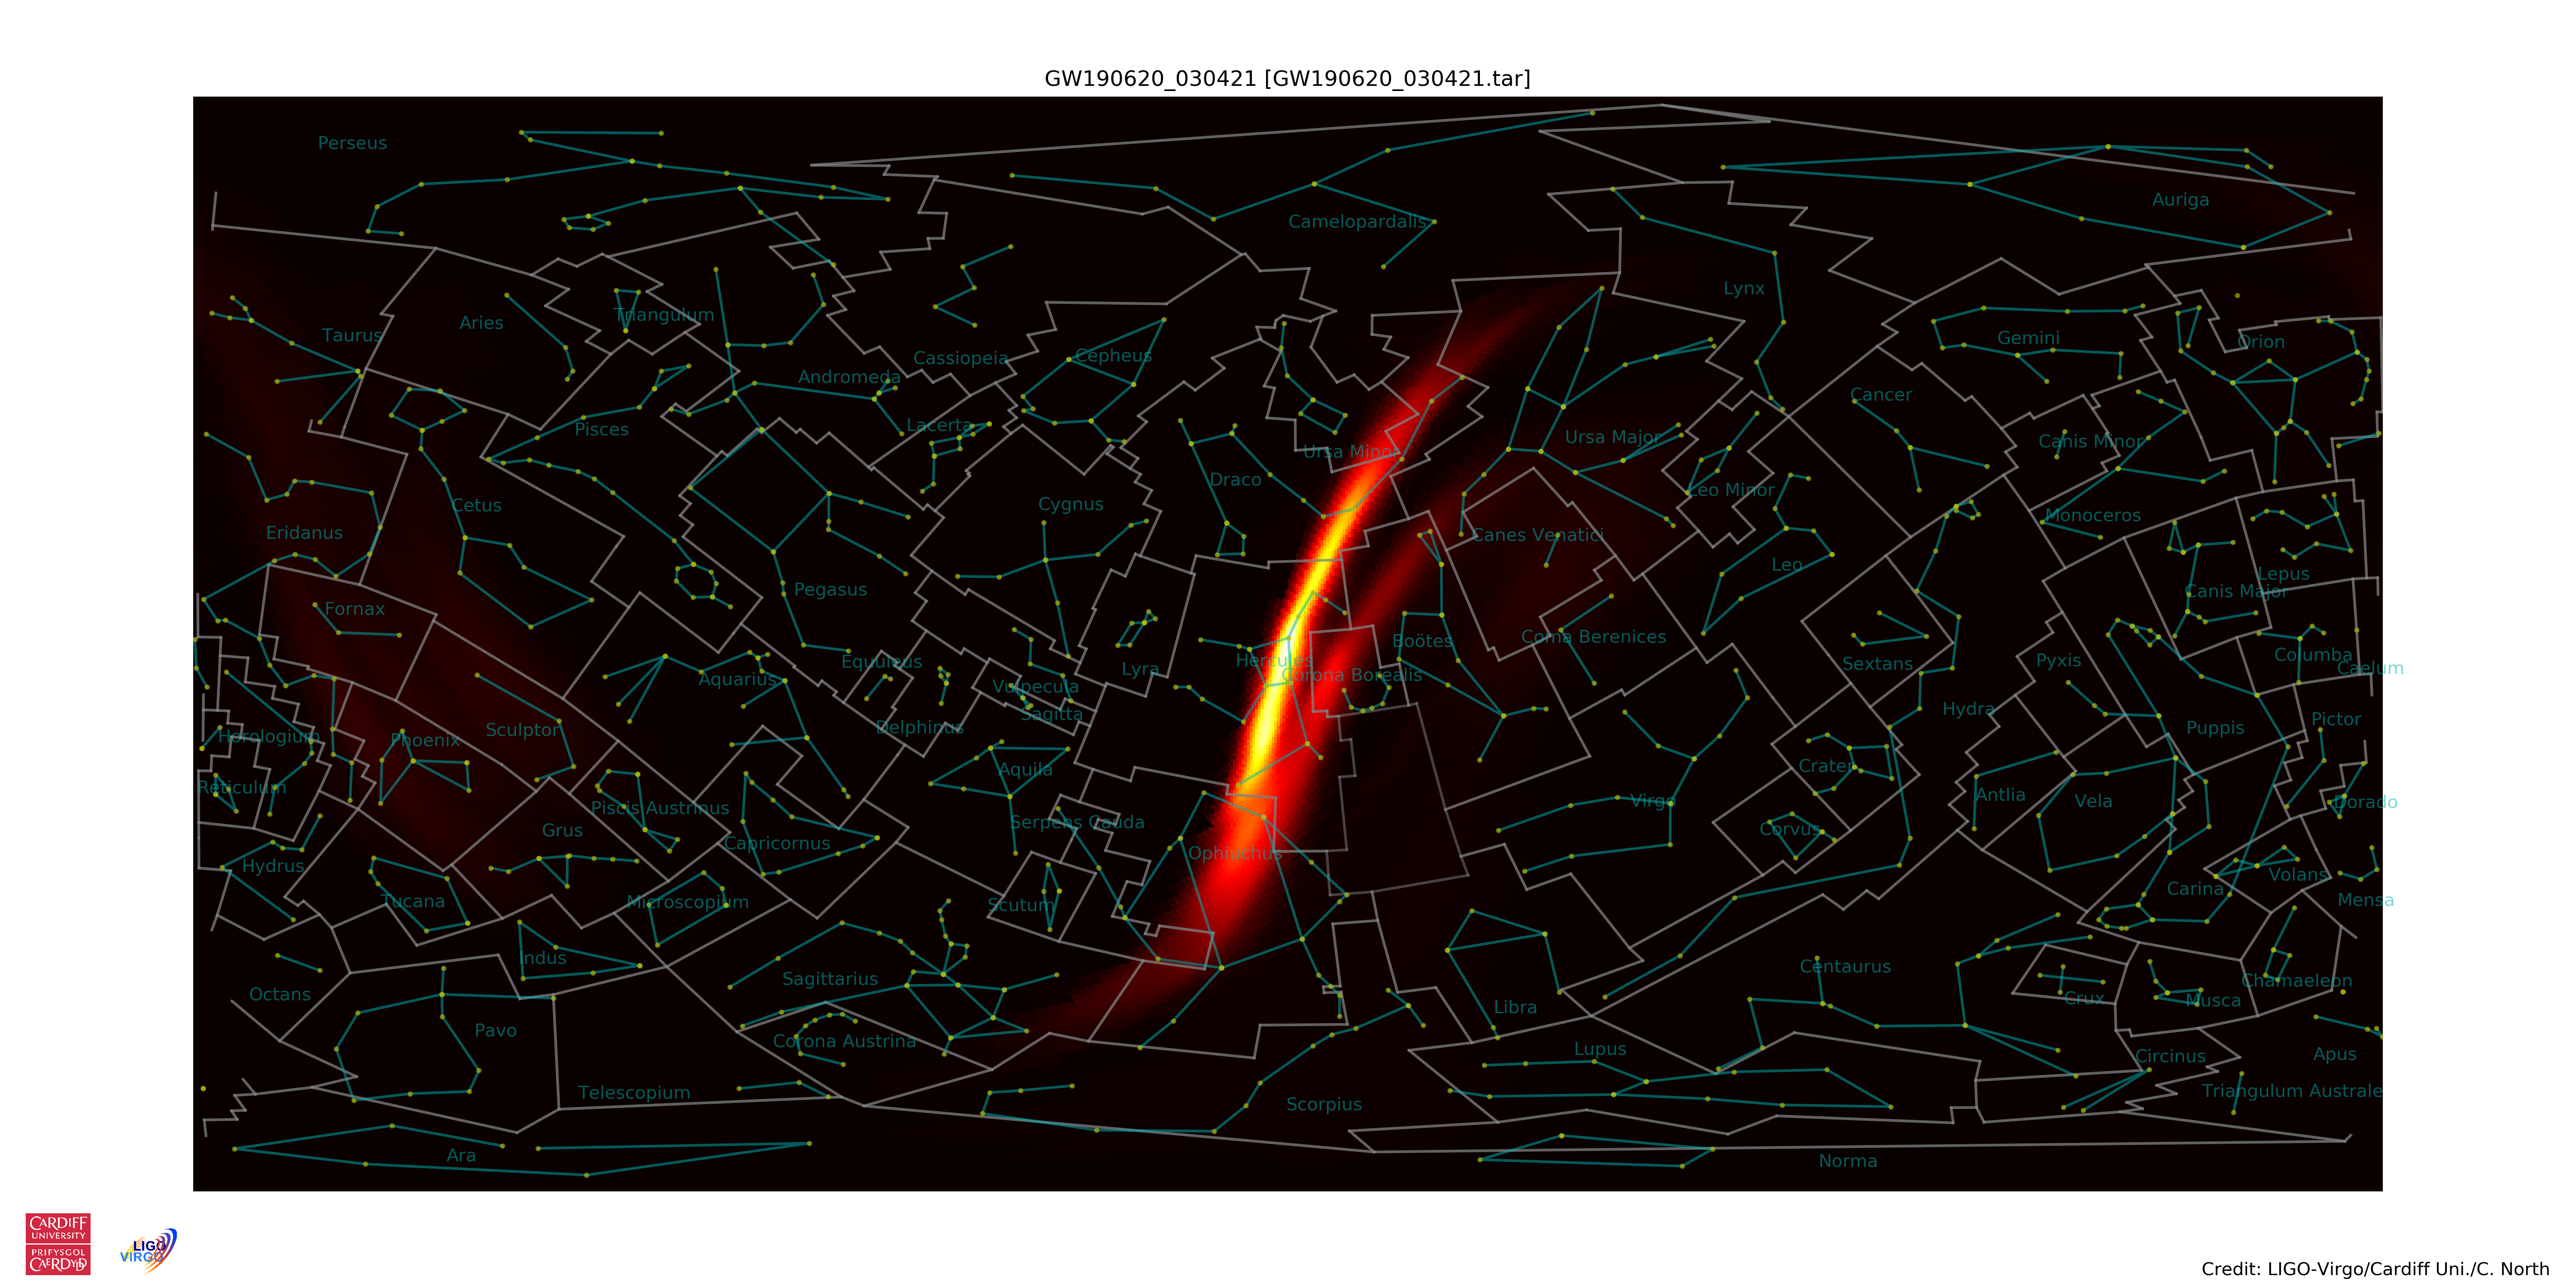 GW190620_030421 [GW190620_030421.tar]
Perseus
Auriga
Camelopardalis
Lynx
Taurus
Aries
Triangulum
Cassiopeia
Cepheus
Gemini
Orion
Andromeda
Cancer
Pisces
Lacerta
Ursa Minor
Ursa Major
Canis Minor
Draco
Leo Minor
Cetus
Cygnus
Monoceros
Eridanus
Canes Venatici
Leo
Lepus
Pegasus
Canis Major
Fornax
Coma Berenices
Boötes
Hercules
Equuleus
Lyra
Sextans
Pyxis
Columba
Caelum
Aquarius
Vulpecula
Corona Borealis
Sagitta
Hydra
Delphinus
Sculptor
Puppis
Pictor
Horologium
Phoenix
Aquila
Crater
Reticulum
Piscis Austrinus
Virgo
Antlia
Vela
Dorado
Grus
Serpens Cauda
Corvus
Capricornus
Ophiuchus
Hydrus
Volans
Tucana
Microscopium
Scutum
Carina
Mensa
Indus
Sagittarius
Centaurus
Chamaeleon
Octans
Libra
Crux
Musca
Pavo
Corona Austrina
Lupus
Circinus
Apus
Telescopium
Scorpius
Triangulum Australe
Ara
Norma
CARDIFF
UNIVERSITY
PRIFYSGOL
CAERDYDD
LIGO
VIRGO
Credit: LIGO-Virgo/Cardiff Uni./C. North